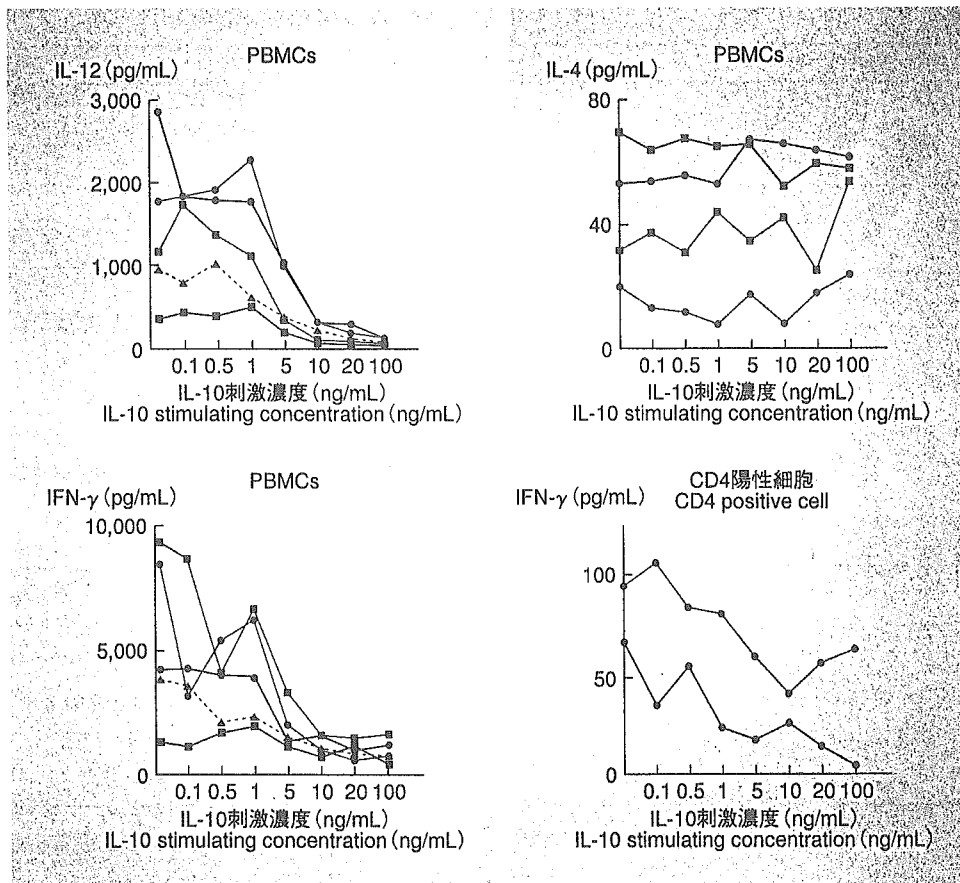 PBMCs
IL-12 (pg/mL)
3,000
2,000
1,000
0
0.1 0.5 1 5 10 20 100
IL-10刺激濃度 (ng/mL)
IL-10 stimulating concentration (ng/mL)
PBMCs
IL-4 (pg/mL)
80
40
0
0.1 0.5 1 5 10 20 100
IL-10刺激濃度 (ng/mL)
IL-10 stimulating concentration (ng/mL)
PBMCs
IFN-γ (pg/mL)
10,000
5,000
0
0.1 0.5 1 5 10 20 100
IL-10刺激濃度 (ng/mL)
IL-10 stimulating concentration (ng/mL)
CD4陽性細胞
IFN-γ (pg/mL)
CD4 positive cell
100
50
0
0.1 0.5 1 5 10 20 100
IL-10刺激濃度 (ng/mL)
IL-10 stimulating concentration (ng/mL)